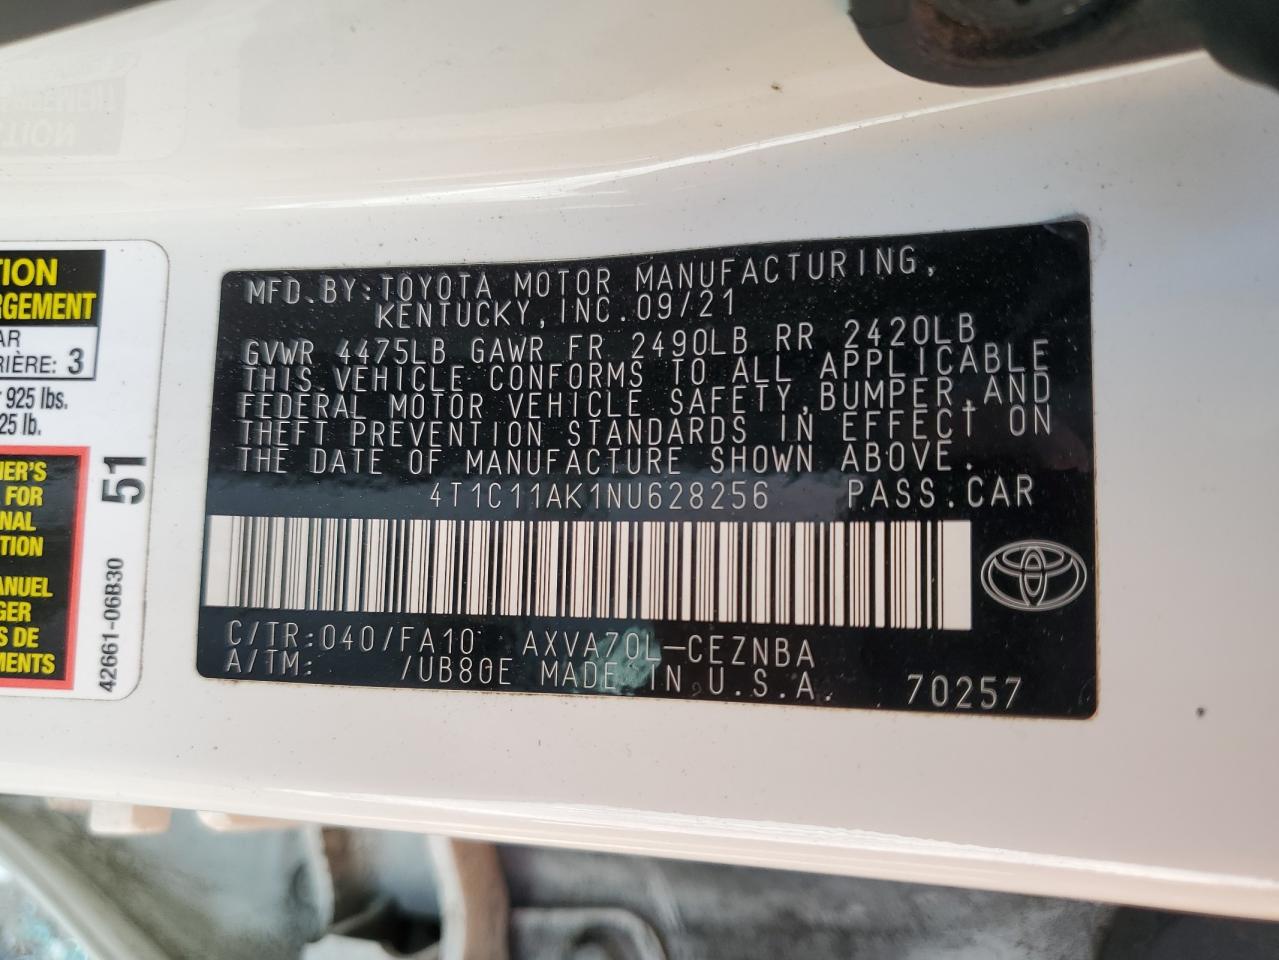 TION
RGEMENT
AR
RIÈRE: 3
925 lbs.
25 lb.
51
ER'S
FOR
NAL
TION
ANUEL
GER
S DE
MENTS
42661-06B30
MFD.BY:TOYOTA MOTOR MANUFACTURING,
KENTUCKY, INC.09/21
GVWR 4475LB GAWR FR 2490LB RR 2420LB
THIS VEHICLE CONFORMS TO ALL APPLICABLE
FEDERAL MOTOR VEHICLE SAFETY,BUMPER,AND
THEFT PREVENTION STANDARDS IN EFFECT ON
THE DATE OF MANUFACTURE SHOWN ABOVE.
4T1C11AK1NU628256 PASS.CAR
C/TR:040/FA10 AXVA70L-CEZNBA
A/TM: /UB80E MADE IN U.S.A. 70257